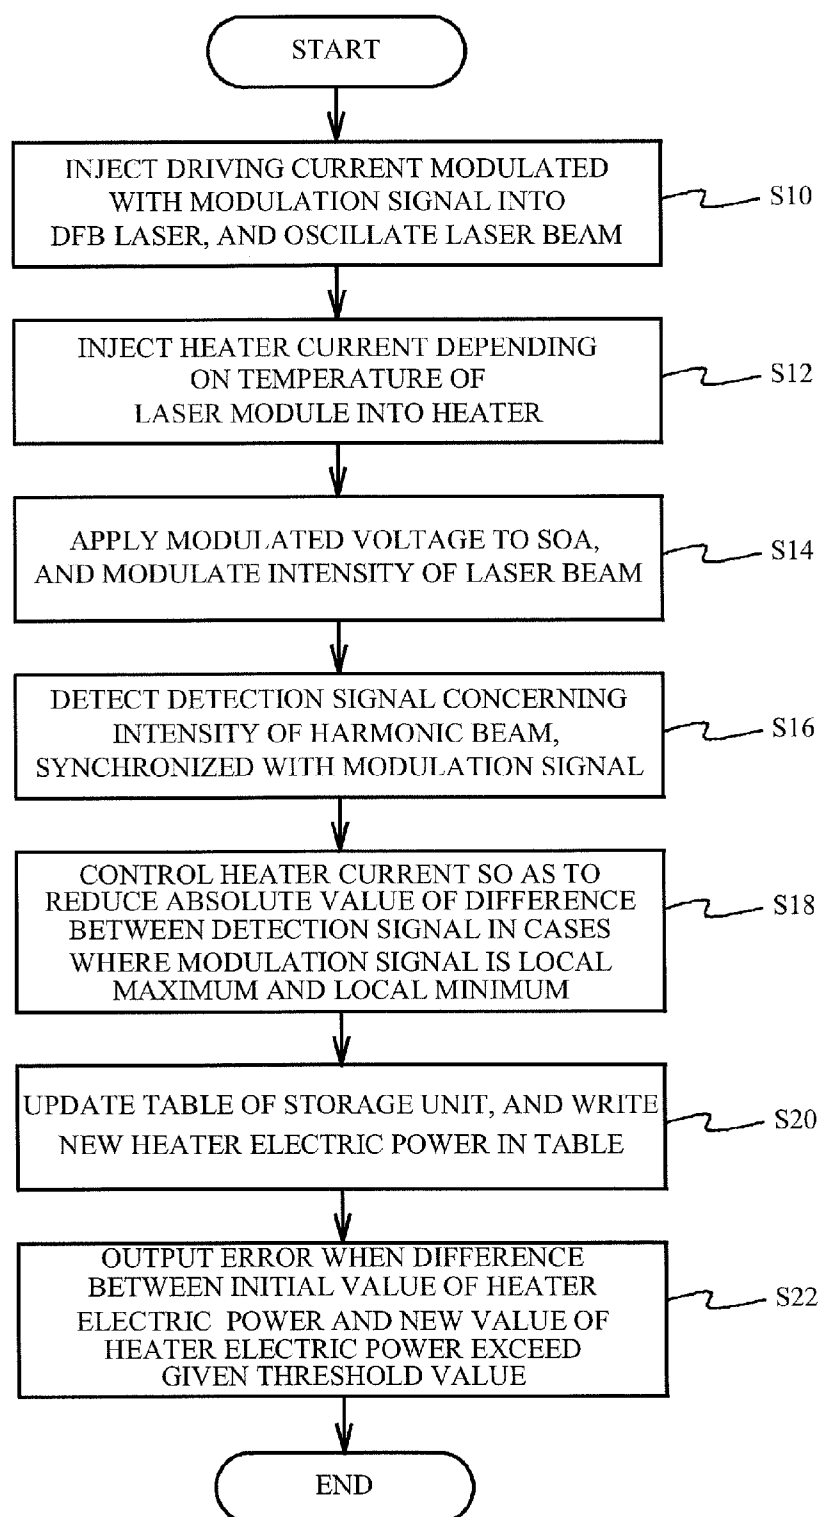 START
INJECT DRIVING CURRENT MODULATED
WITH MODULATION SIGNAL INTO
DFB LASER, AND OSCILLATE LASER BEAM
S10
INJECT HEATER CURRENT DEPENDING
ON TEMPERATURE OF
LASER MODULE INTO HEATER
S12
APPLY MODULATED VOLTAGE TO SOA,
AND MODULATE INTENSITY OF LASER BEAM
S14
DETECT DETECTION SIGNAL CONCERNING
INTENSITY OF HARMONIC BEAM,
SYNCHRONIZED WITH MODULATION SIGNAL
S16
CONTROL HEATER CURRENT SO AS TO
REDUCE ABSOLUTE VALUE OF DIFFERENCE
BETWEEN DETECTION SIGNAL IN CASES
WHERE MODULATION SIGNAL IS LOCAL
MAXIMUM AND LOCAL MINIMUM
S18
UPDATE TABLE OF STORAGE UNIT, AND WRITE
NEW HEATER ELECTRIC POWER IN TABLE
S20
OUTPUT ERROR WHEN DIFFERENCE
BETWEEN INITIAL VALUE OF HEATER
ELECTRIC POWER AND NEW VALUE OF
HEATER ELECTRIC POWER EXCEED
GIVEN THRESHOLD VALUE
S22
END